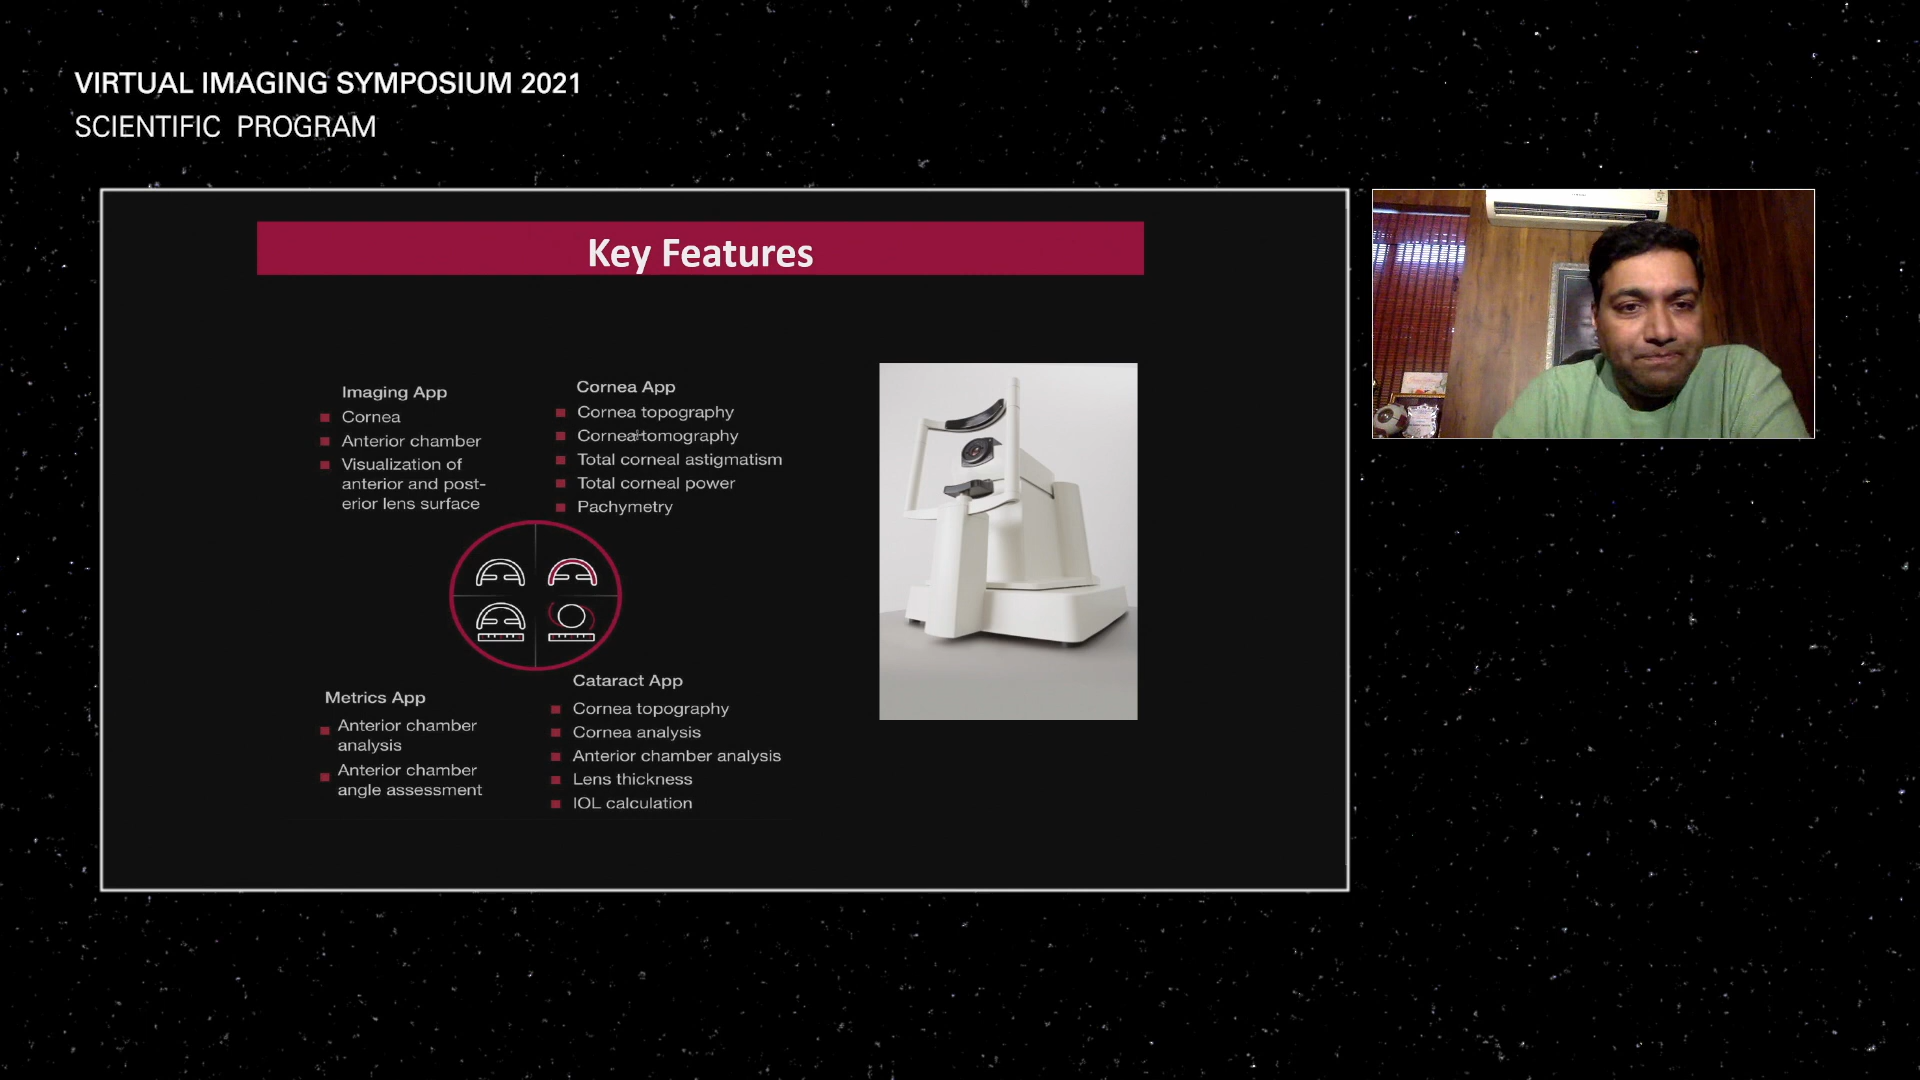 VIRTUAL IMAGING SYMPOSIUM 2021
SCIENTIFIC PROGRAM
Key Features
Imaging App
Cornea
Anterior chamber
Visualization of
anterior and post-
erior lens surface
Cornea App
Cornea topography
Cornea tomography
Total corneal astigmatism
Total corneal power
Pachymetry
Metrics App
Anterior chamber
analysis
Anterior chamber
angle assessment
Cataract App
Cornea topography
Cornea analysis
Anterior chamber analysis
Lens thickness
IOL calculation